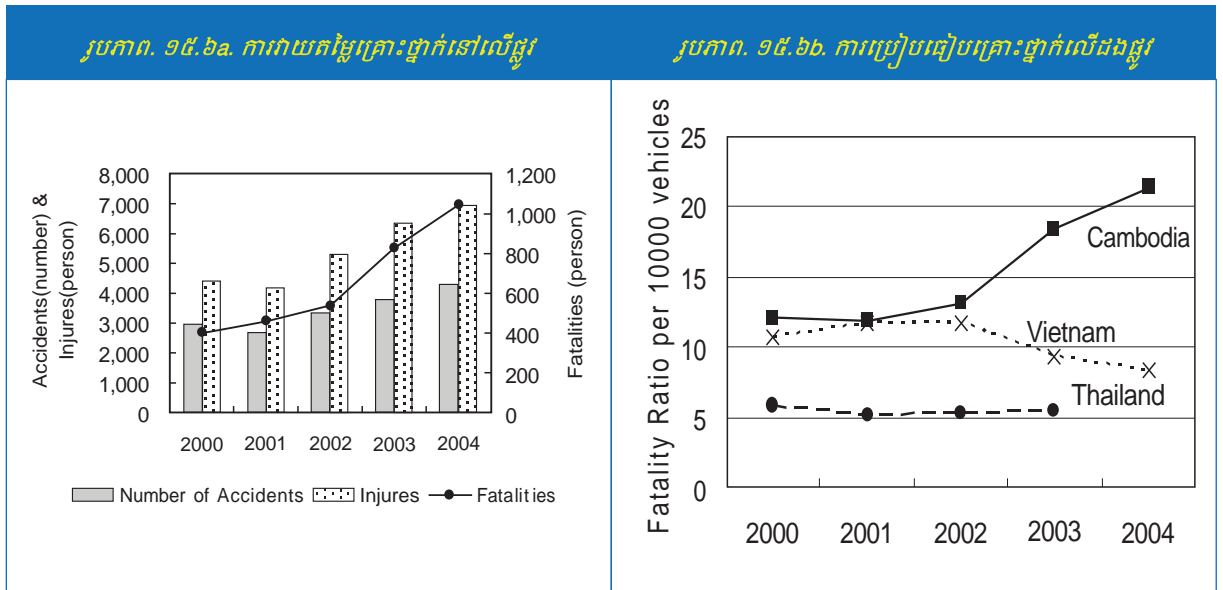 រូបភាព. ១៥.៦a. ការវាយតម្លៃគ្រោះថ្នាក់នៅលើផ្លូវ
Accidents(number) &
Injures(person)
8,000
7,000
6,000
5,000
4,000
3,000
2,000
1,000
0
1,200
1,000
800
600
400
200
0
Fatalities (person)
2000 2001 2002 2003 2004
Number of Accidents Injures Fatalities
រូបភាព. ១៥.៦b. ការប្រៀបធៀបគ្រោះថ្នាក់លើដងផ្លូវ
Fatality Ratio per 10000 vehicles
25
20
15
10
5
0
Cambodia
Vietnam
Thailand
2000 2001 2002 2003 2004